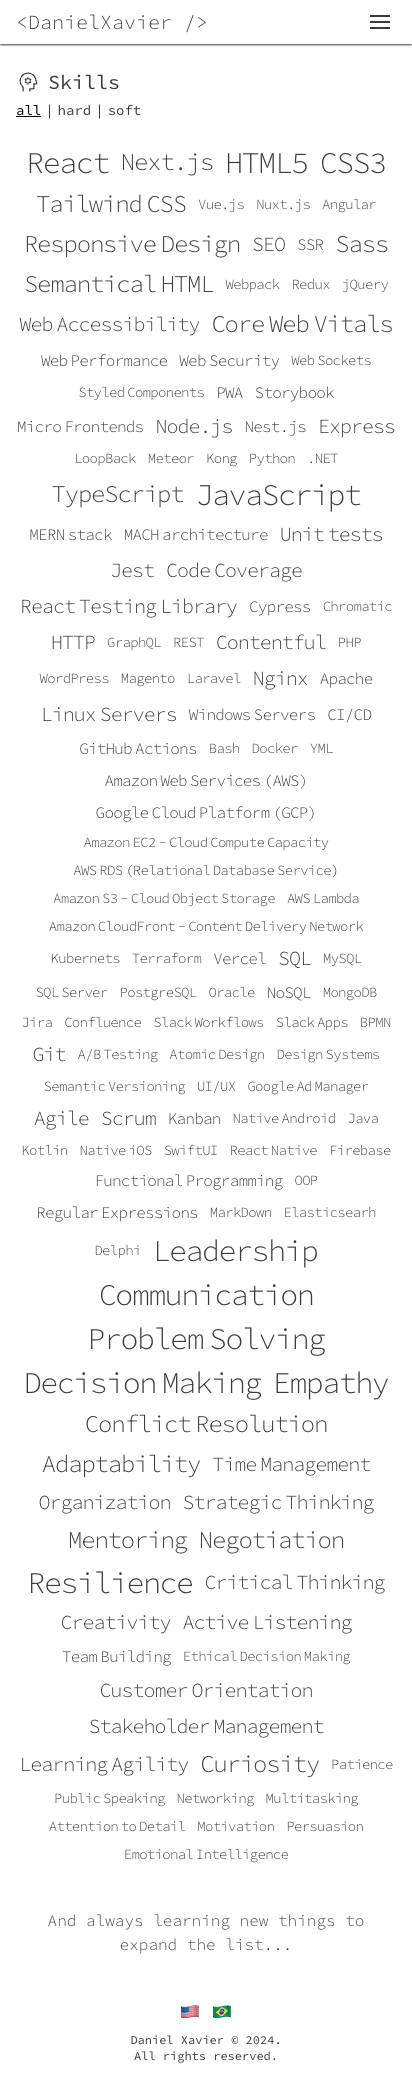 <DanielXavier />
Skills
all | hard | soft
React Next.js HTML5 CSS3
Tailwind CSS Vue.js Nuxt.js Angular
Responsive Design SEO SSR Sass
Semantical HTML Webpack Redux jQuery
Web Accessibility Core Web Vitals
Web Performance Web Security Web Sockets
Styled Components PWA Storybook
Micro Frontends Node.js Nest.js Express
LoopBack Meteor Kong Python .NET
TypeScript JavaScript
MERN stack MACH architecture Unit tests
Jest Code Coverage
React Testing Library Cypress Chromatic
HTTP GraphQL REST Contentful PHP
WordPress Magento Laravel Nginx Apache
Linux Servers Windows Servers CI/CD
GitHub Actions Bash Docker YML
Amazon Web Services (AWS)
Google Cloud Platform (GCP)
Amazon EC2 - Cloud Compute Capacity
AWS RDS (Relational Database Service)
Amazon S3 - Cloud Object Storage AWS Lambda
Amazon CloudFront - Content Delivery Network
Kubernets Terraform Vercel SQL MySQL
SQL Server PostgreSQL Oracle NoSQL MongoDB
Jira Confluence Slack Workflows Slack Apps BPMN
Git A/B Testing Atomic Design Design Systems
Semantic Versioning UI/UX Google Ad Manager
Agile Scrum Kanban Native Android Java
Kotlin Native iOS SwiftUI React Native Firebase
Functional Programming OOP
Regular Expressions MarkDown Elasticsearh
Delphi Leadership
Communication
Problem Solving
Decision Making Empathy
Conflict Resolution
Adaptability Time Management
Organization Strategic Thinking
Mentoring Negotiation
Resilience Critical Thinking
Creativity Active Listening
Team Building Ethical Decision Making
Customer Orientation
Stakeholder Management
Learning Agility Curiosity Patience
Public Speaking Networking Multitasking
Attention to Detail Motivation Persuasion
Emotional Intelligence
And always learning new things to
expand the list...
Daniel Xavier © 2024.
All rights reserved.